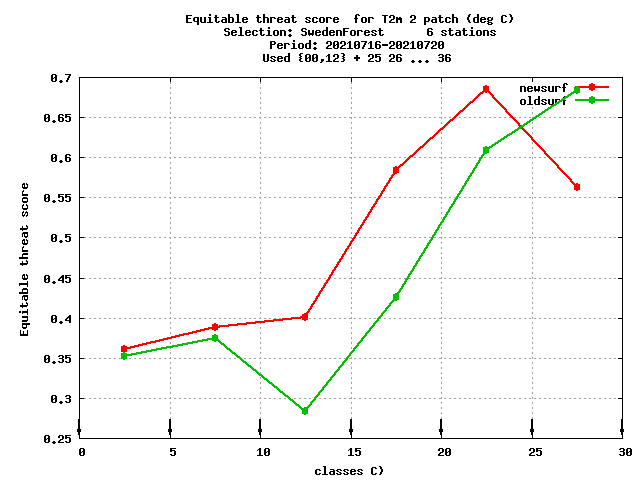 Equitable threat score  for T2m 2 patch (deg C)
Selection: SwedenForest      6 stations
Period: 20210716-20210720
Used {00,12} + 25 26 ... 36
newsurf
oldsurf
Equitable threat score
0.7
0.65
0.6
0.55
0.5
0.45
0.4
0.35
0.3
0.25
0 5 10 15 20 25 30
classes C)